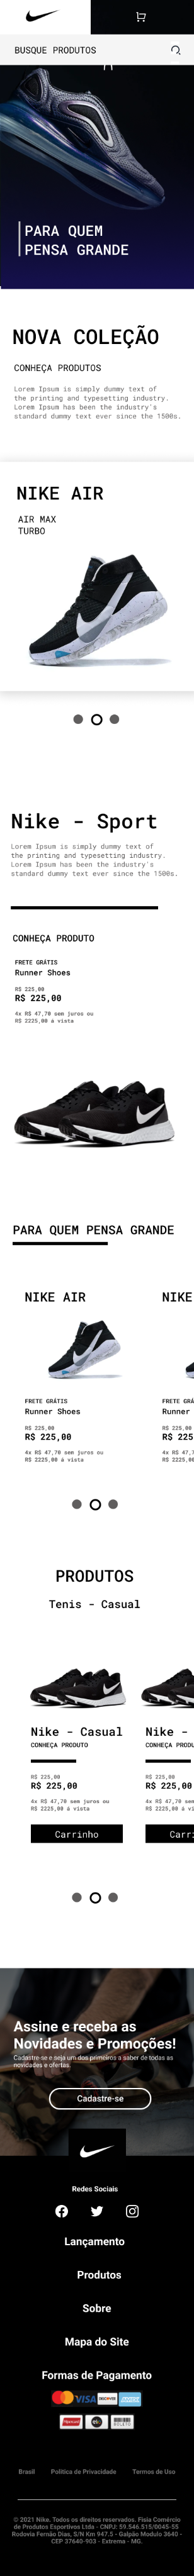 BUSQUE PRODUTOS
PARA QUEM
PENSA GRANDE
NOVA COLEÇÃO
CONHEÇA PRODUTOS
Lorem Ipsum is simply dummy text of
the printing and typesetting industry.
Lorem Ipsum has been the industry's
standard dummy text ever since the 1500s.
NIKE AIR
AIR MAX
TURBO
Nike - Sport
Lorem Ipsum is simply dummy text of
the printing and typesetting industry.
Lorem Ipsum has been the industry's
standard dummy text ever since the 1500s.
CONHEÇA PRODUTO
FRETE GRÁTIS
Runner Shoes
R$ 225,00
R$ 225,00
4x R$ 47,70 sem juros ou
R$ 2225,00 á vista
PARA QUEM PENSA GRANDE
NIKE AIR
FRETE GRÁTIS
Runner Shoes
R$ 225,00
R$ 225,00
4x R$ 47,70 sem juros ou
R$ 2225,00 á vista
NIKE
FRETE GRÁ
Runner
R$ 225,00
R$ 225
4x R$ 47,7
R$ 2225,00
PRODUTOS
Tenis - Casual
Nike - Casual
CONHEÇA PRODUTO
R$ 225,00
R$ 225,00
4x R$ 47,70 sem juros ou
R$ 2225,00 á vista
Carrinho
Nike -
CONHEÇA PRODU
R$ 225,00
R$ 225,00
4x R$ 47,70 sem
R$ 2225,00 á vi
Carri
Assine e receba as
Novidades e Promoções!
Cadastre-se e seja um dos primeiros a saber de todas as
novidades e ofertas.
Cadastre-se
Redes Sociais
Lançamento
Produtos
Sobre
Mapa do Site
Formas de Pagamento
VISA DISCOVER
BOLETO
Brasil Política de Privacidade Termos de Uso
© 2021 Nike. Todos os direitos reservados. Fisia Comércio
de Produtos Esportivos Ltda - CNPJ: 59.546.515/0045-55
Rodovia Fernão Dias, S/N Km 947.5 - Galpão Modulo 3640 -
CEP 37640-903 - Extrema - MG.